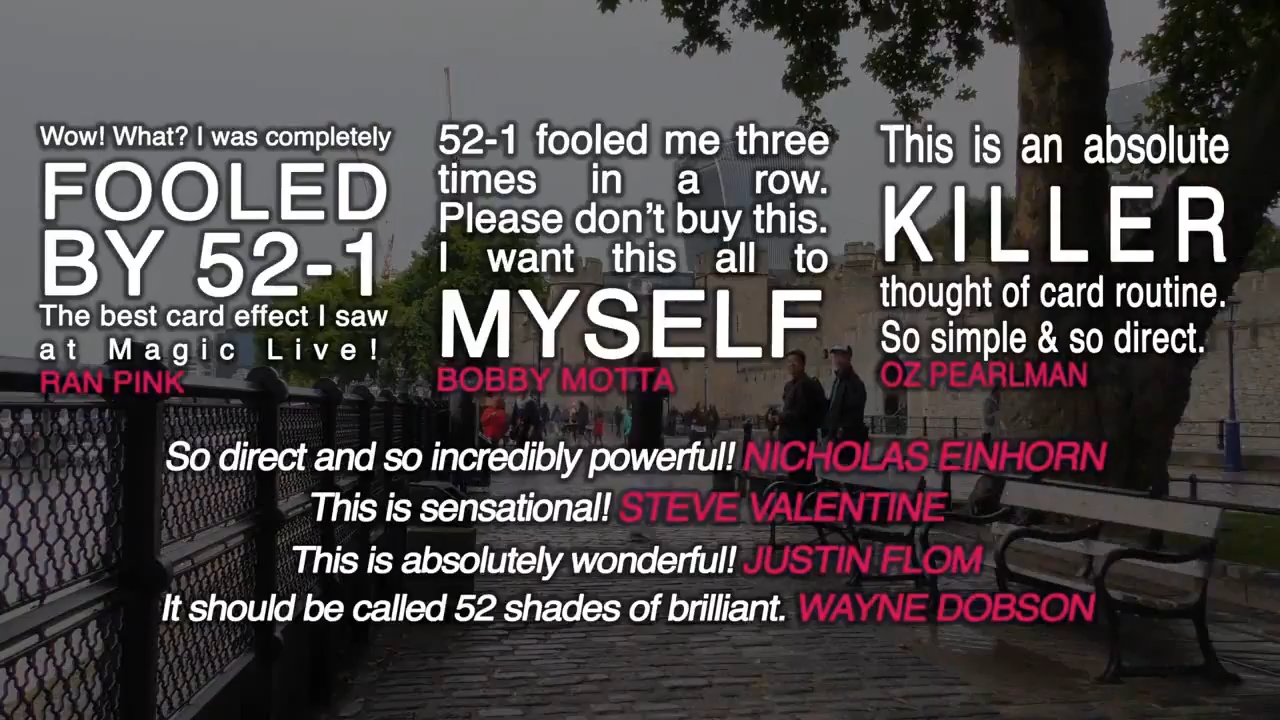 Wow! What? I was completely
FOOLED
BY 52-1
The best card effect I saw
at Magic Live!
RAN PINK
52-1 fooled me three
times in a row.
Please don't buy this.
I want this all to
MYSELF
BOBBY MOTTA
This is an absolute
KILLER
thought of card routine.
So simple & so direct.
OZ PEARLMAN
So direct and so incredibly powerful! NICHOLAS EINHORN
This is sensational! STEVE VALENTINE
This is absolutely wonderful! JUSTIN FLOM
It should be called 52 shades of brilliant. WAYNE DOBSON